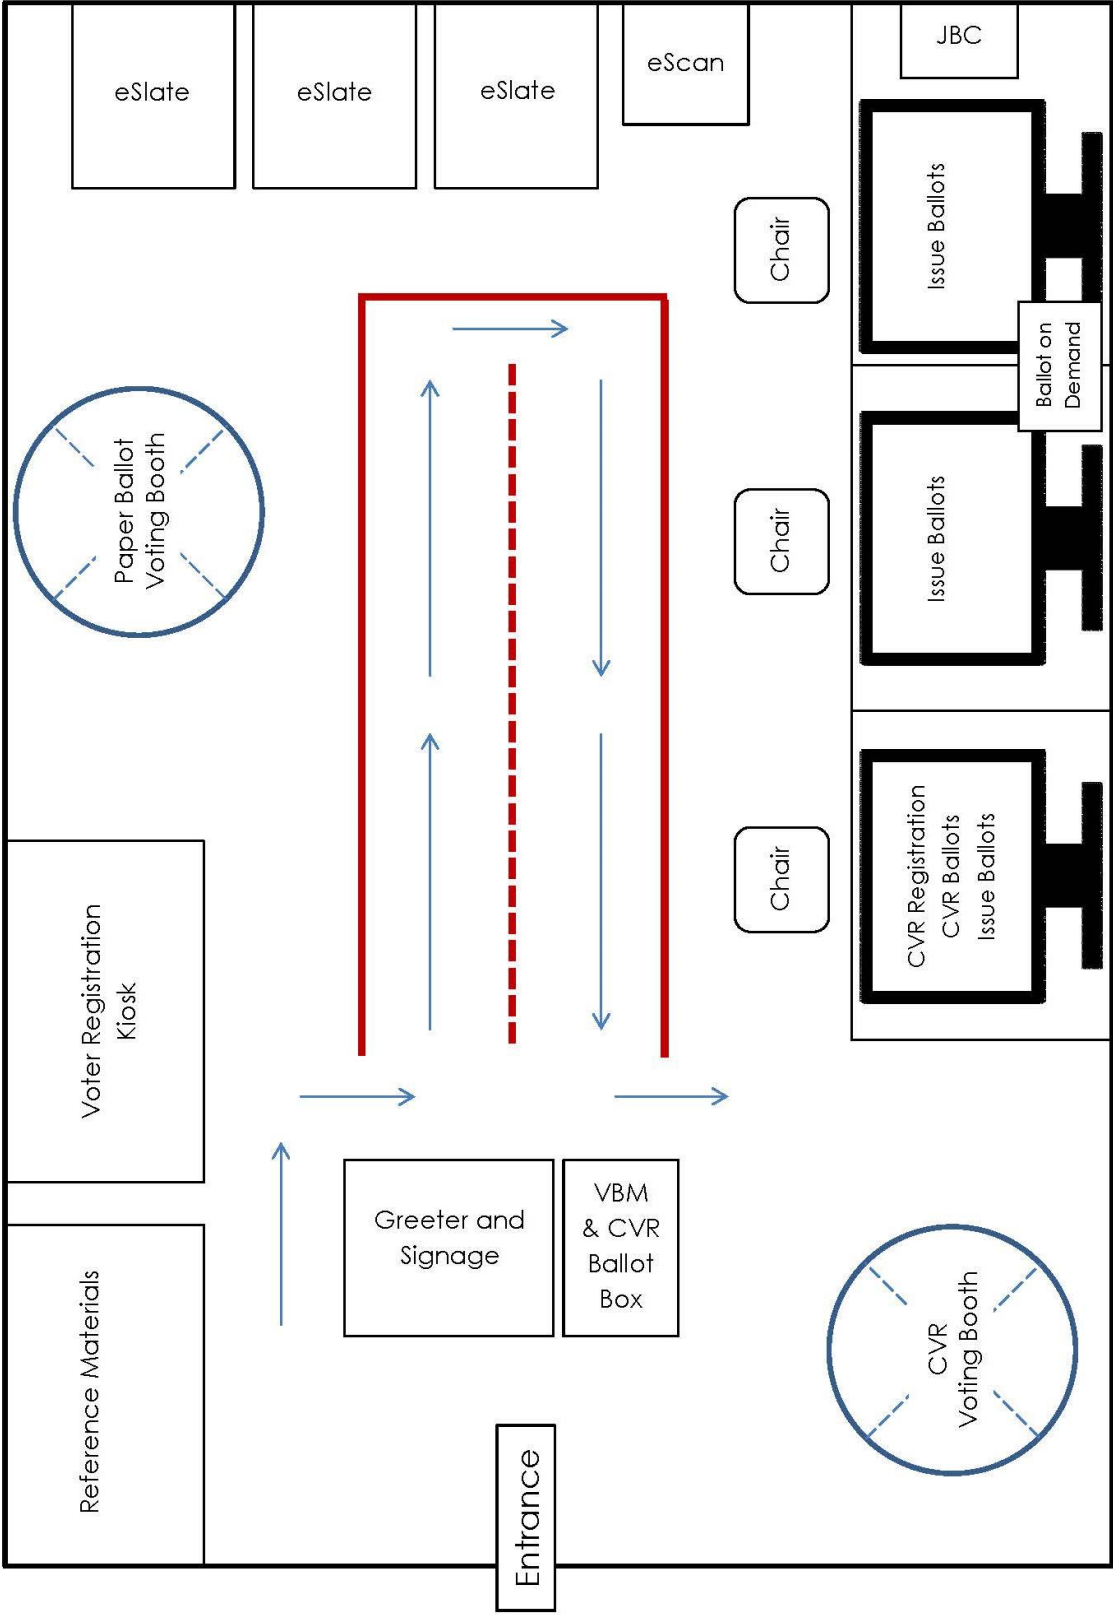 eSlate
eSlate
eSlate
eScan
JBC
Issue Ballots
Chair
Ballot on
Demand
Paper Ballot
Voting Booth
Chair
Issue Ballots
Voter Registration
Kiosk
Chair
CVR Registration
CVR Ballots
Issue Ballots
Reference Materials
Greeter and
Signage
VBM
& CVR
Ballot
Box
CVR
Voting Booth
Entrance